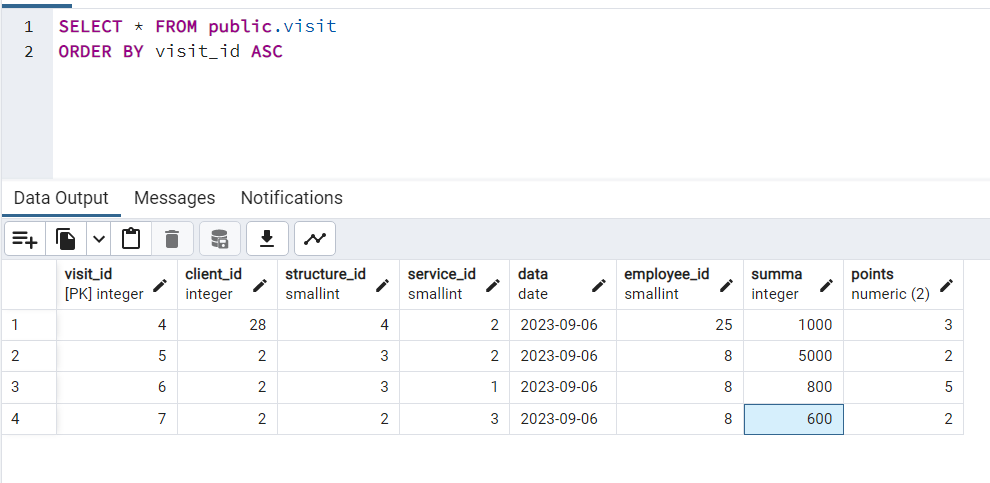 1 SELECT * FROM public.visit
2 ORDER BY visit_id ASC
Data Output Messages Notifications
visit_id client_id structure_id service_id data employee_id summa points
[PK] integer integer smallint smallint date smallint integer numeric (2)
1 4 28 4 2 2023-09-06 25 1000 3
2 5 2 3 2 2023-09-06 8 5000 2
3 6 2 3 1 2023-09-06 8 800 5
4 7 2 2 3 2023-09-06 8 600 2